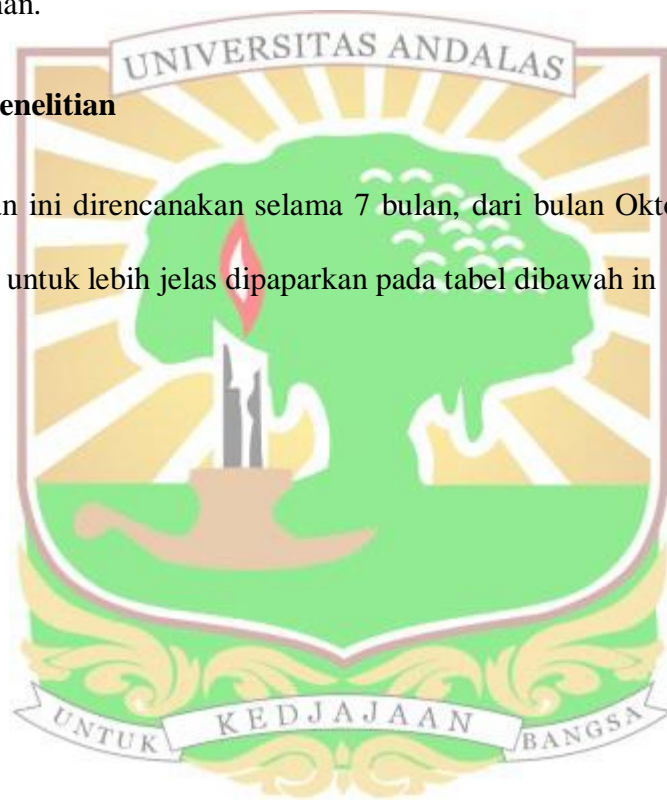 nan.
UNIVERSITAS ANDALAS
enelitian
n ini direncanakan selama 7 bulan, dari bulan Okto
untuk lebih jelas dipaparkan pada tabel dibawah in
UNTUK KEDJAJAAN BANGSA